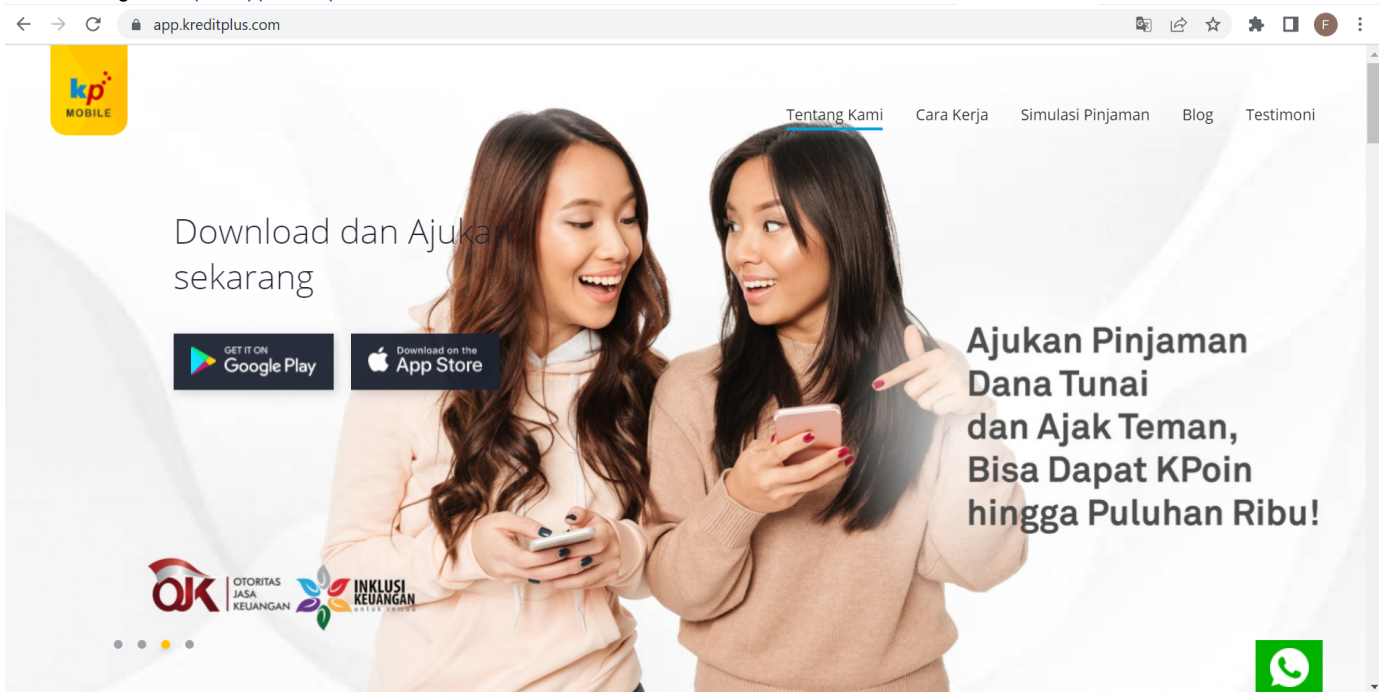 app.kreditplus.com
F
kp
MOBILE
Tentang Kami
Cara Kerja
Simulasi Pinjaman
Blog
Testimoni
Download dan Ajukan
sekarang
GET IT ON
Google Play
Download on the
App Store
Ajukan Pinjaman
Dana Tunai
dan Ajak Teman,
Bisa Dapat KPoin
hingga Puluhan Ribu!
OJK
OTORITAS
JASA
KEUANGAN
INKLUSI
KEUANGAN
untuk semua